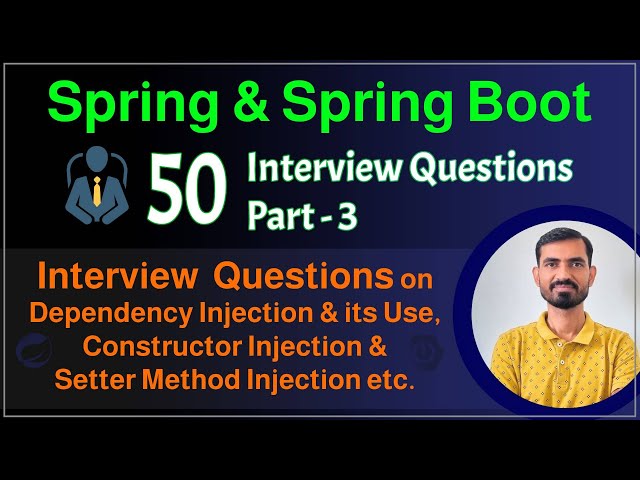 Spring & Spring Boot
50 Interview Questions
Part - 3
Interview Questions on
Dependency Injection & its Use,
Constructor Injection &
Setter Method Injection etc.